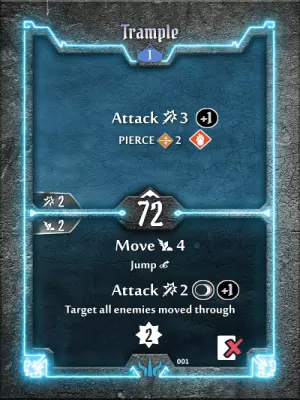 Trample
1
Attack 3 +1
PIERCE 2
2
72
2
Move 4
Jump
Attack 2 +1
Target all enemies moved through
2
001